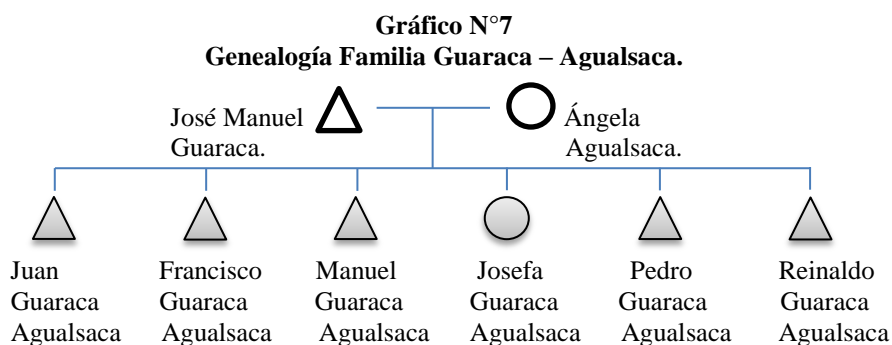 Gráfico N°7
Genealogía Familia Guaraca – Agualsaca.
José Manuel
Guaraca.
Ángela
Agualsaca.
Juan
Guaraca
Agualsaca
Francisco
Guaraca
Agualsaca
Manuel
Guaraca
Agualsaca
Josefa
Guaraca
Agualsaca
Pedro
Guaraca
Agualsaca
Reinaldo
Guaraca
Agualsaca